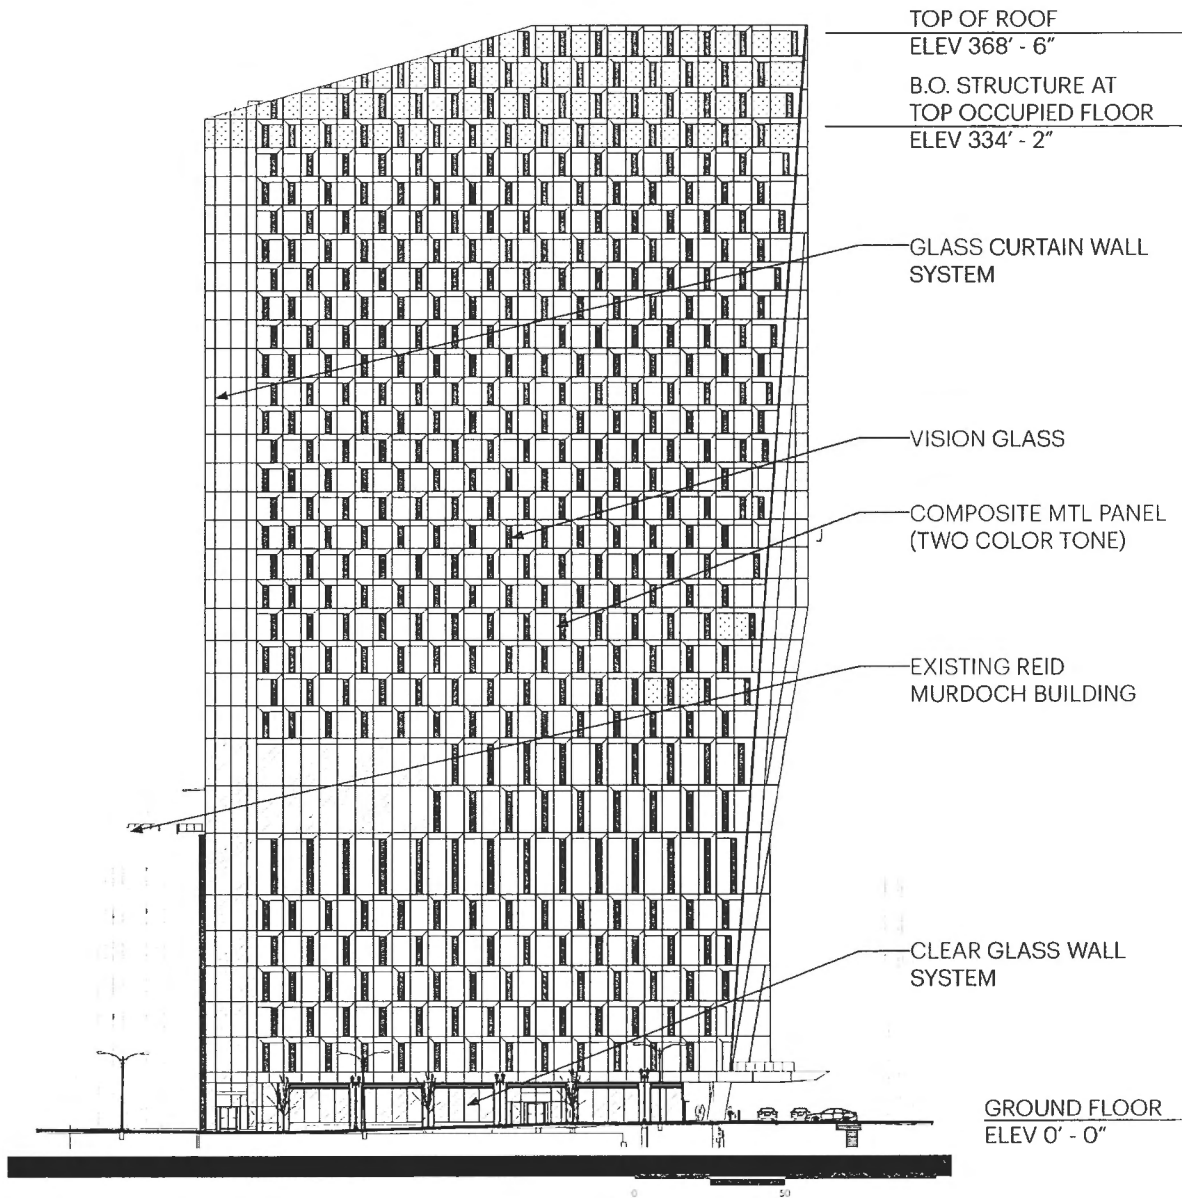 TOP OF ROOF
ELEV 368' - 6"
B.O. STRUCTURE AT
TOP OCCUPIED FLOOR
ELEV 334' - 2"
GLASS CURTAIN WALL
SYSTEM
VISION GLASS
COMPOSITE MTL PANEL
(TWO COLOR TONE)
EXISTING REID
MURDOCH BUILDING
CLEAR GLASS WALL
SYSTEM
GROUND FLOOR
ELEV 0' - 0"
0 50